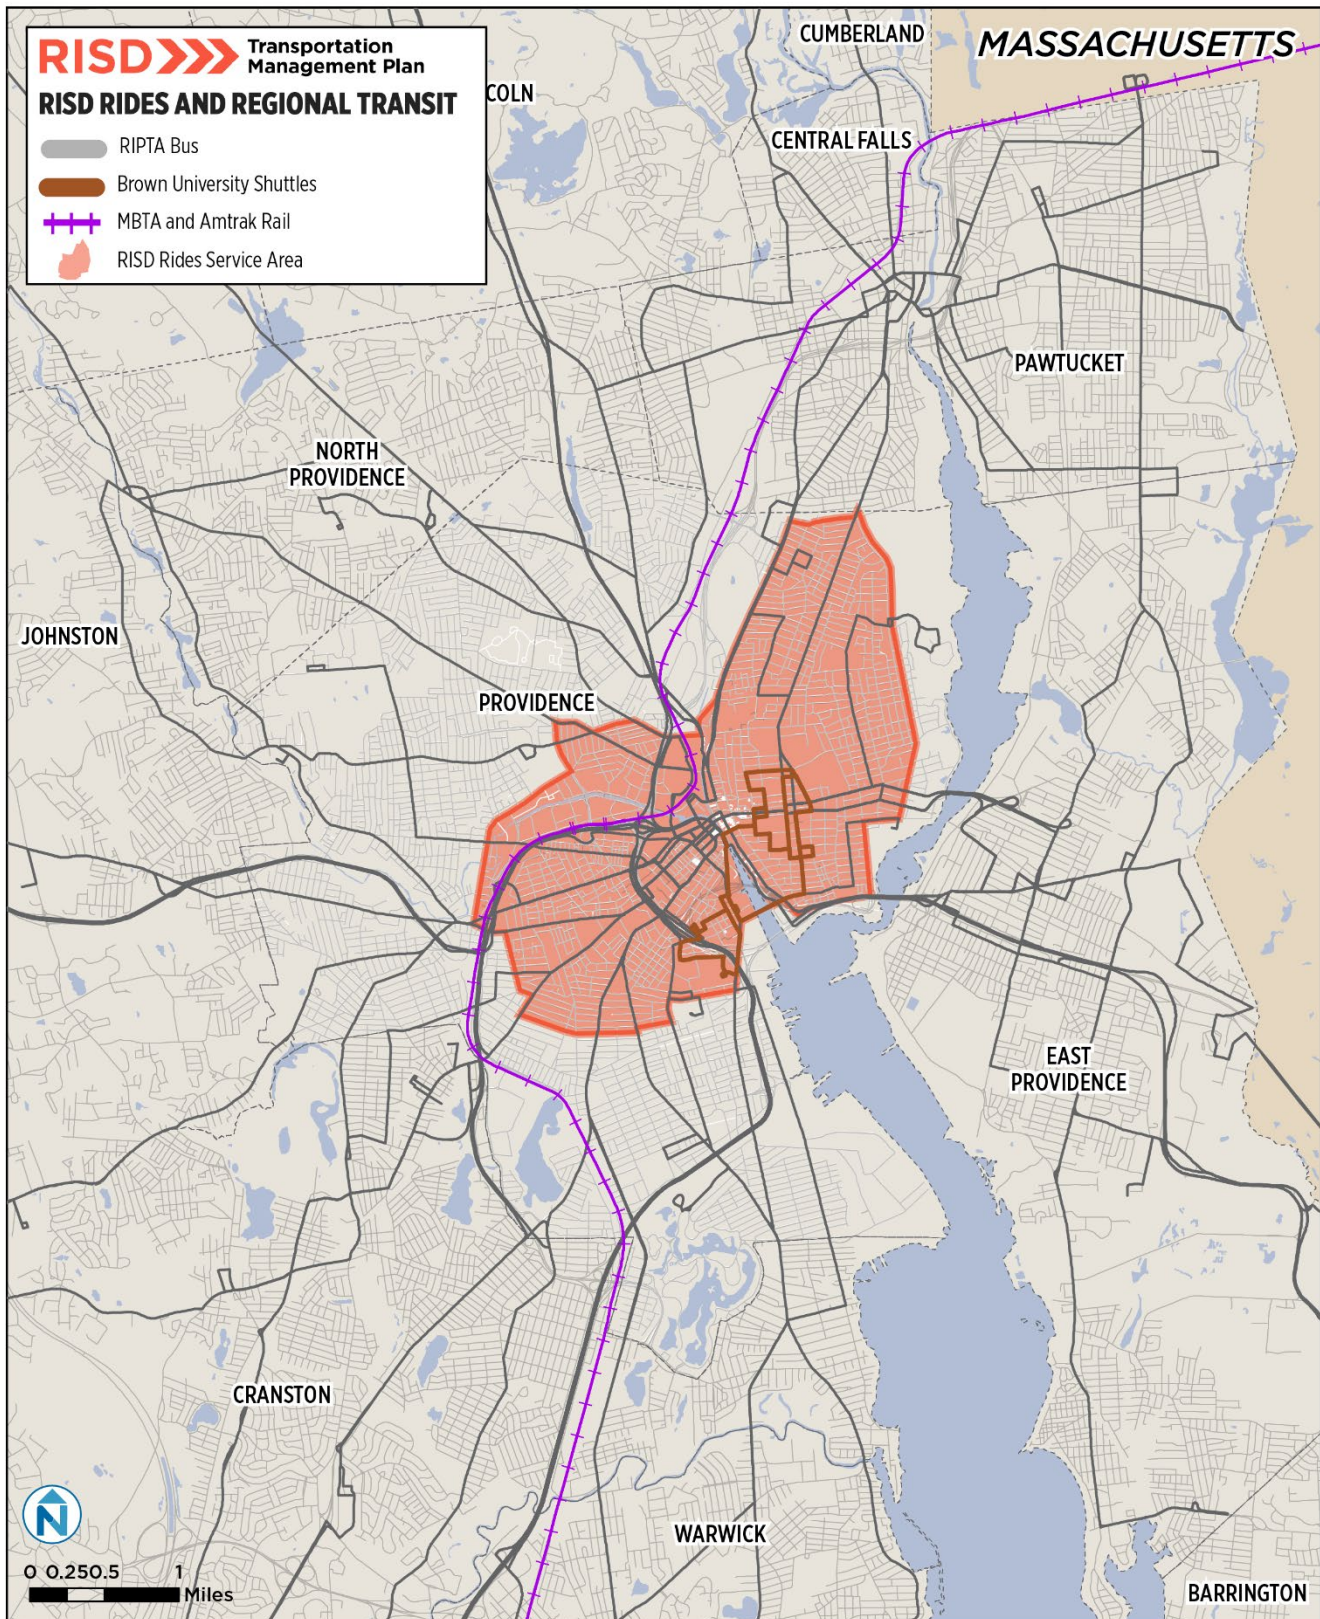 RISD Transportation
Management Plan
RISD RIDES AND REGIONAL TRANSIT
RIPTA Bus
Brown University Shuttles
MBTA and Amtrak Rail
RISD Rides Service Area
CUMBERLAND
MASSACHUSETTS
COLN
CENTRAL FALLS
PAWTUCKET
NORTH
PROVIDENCE
JOHNSTON
PROVIDENCE
EAST
PROVIDENCE
CRANSTON
N
WARWICK
0 0.25 0.5 1
Miles
BARRINGTON